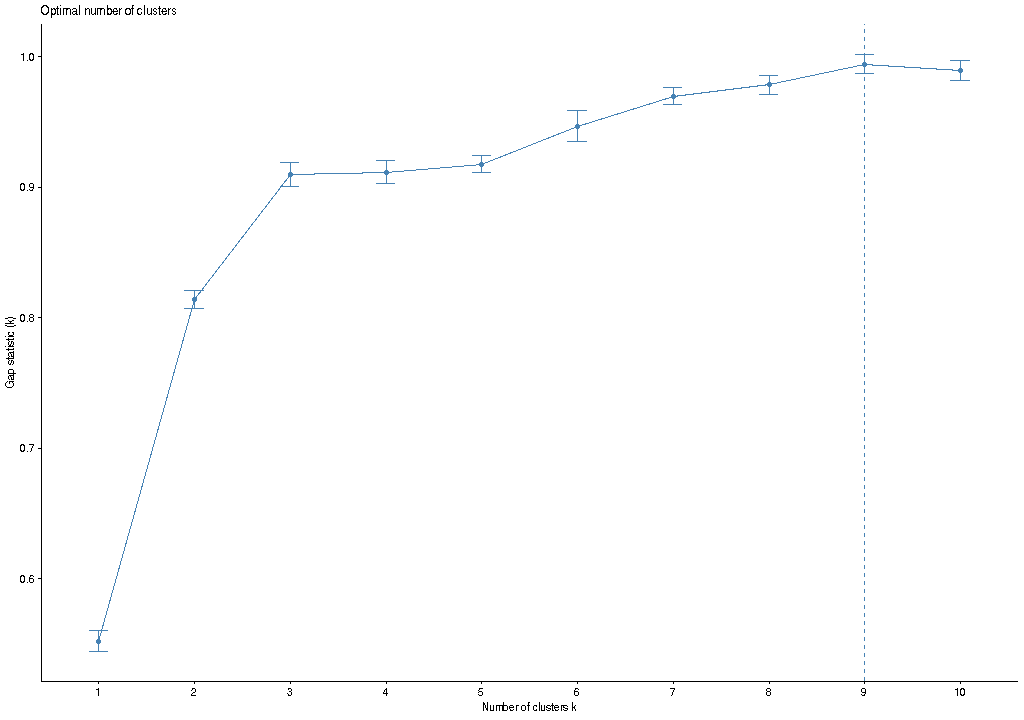 Optimal number of clusters
Gap statistic (k)
1.0
0.9
0.8
0.7
0.6
1 2 3 4 5 6 7 8 9 10
Number of clusters k